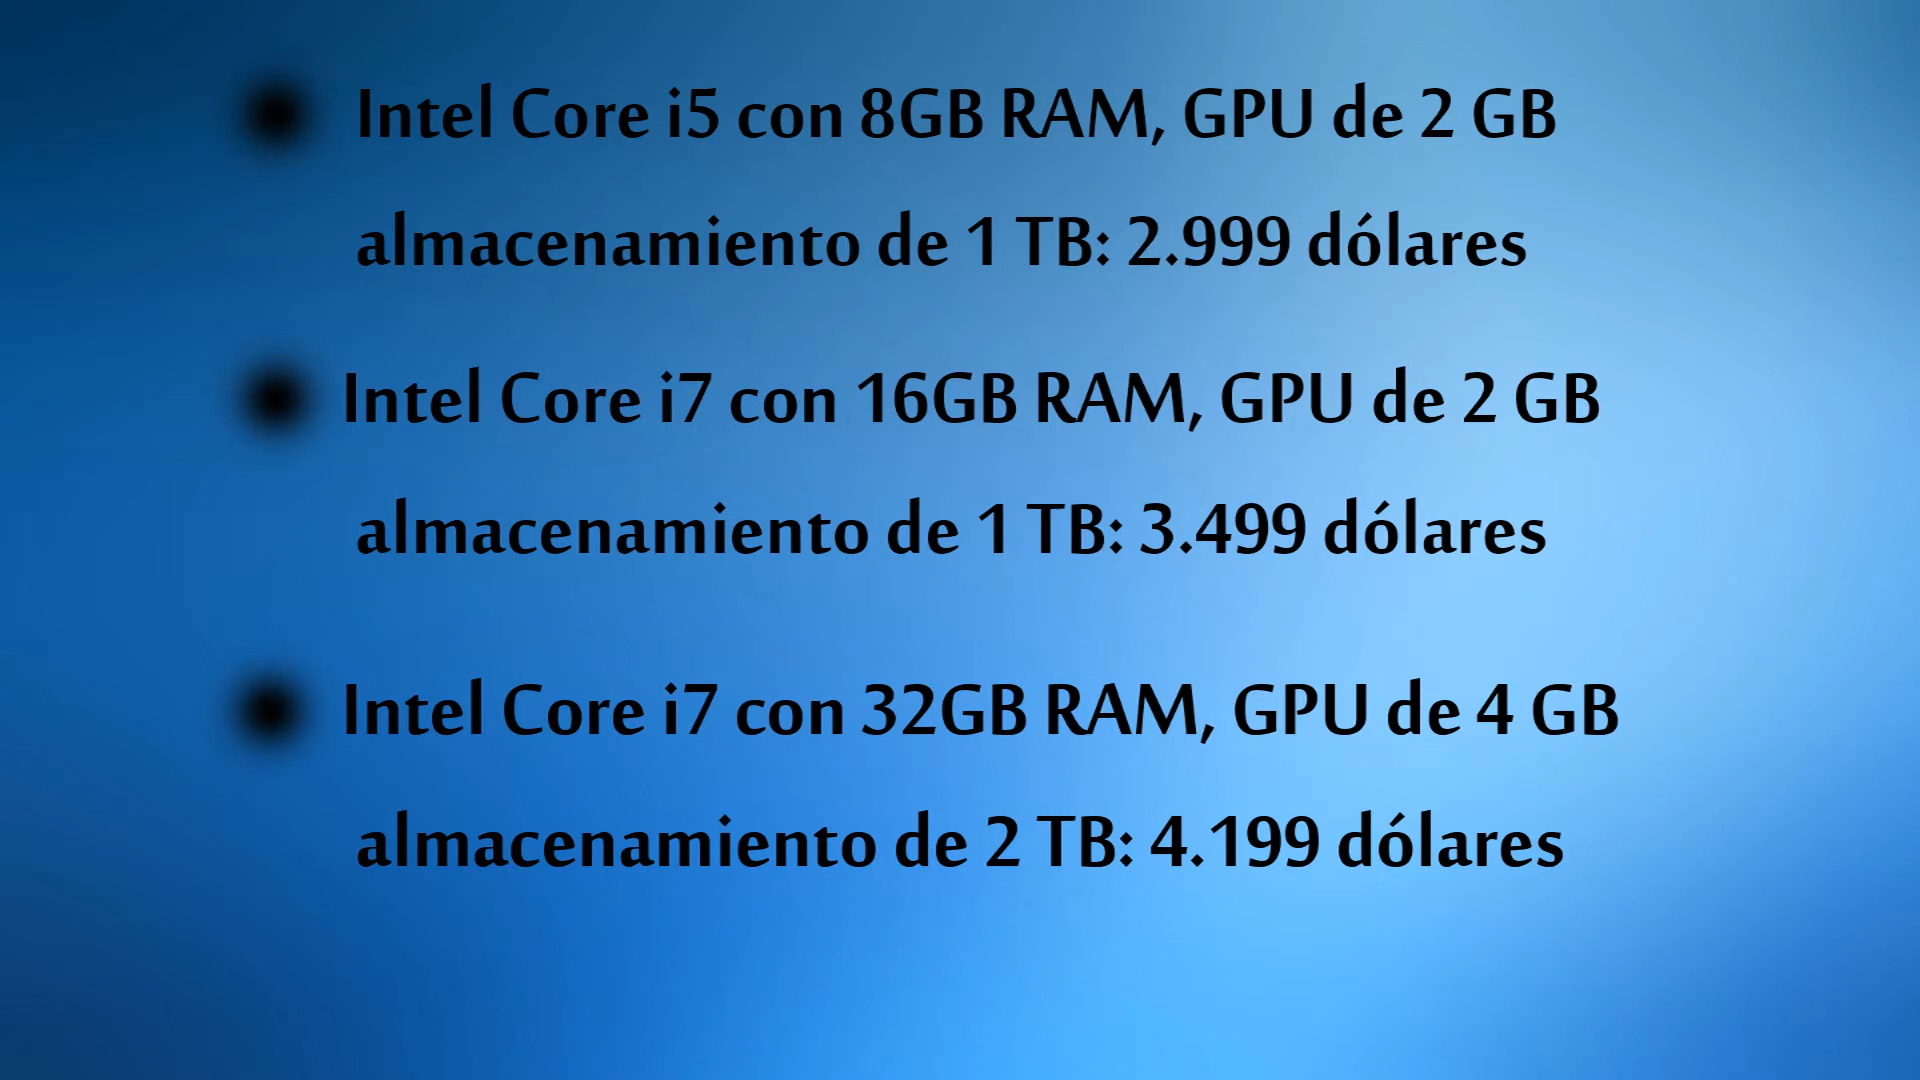 Intel Core i5 con 8GB RAM, GPU de 2 GB
almacenamiento de 1 TB: 2.999 dólares
Intel Core i7 con 16GB RAM, GPU de 2 GB
almacenamiento de 1 TB: 3.499 dólares
Intel Core i7 con 32GB RAM, GPU de 4 GB
almacenamiento de 2 TB: 4.199 dólares